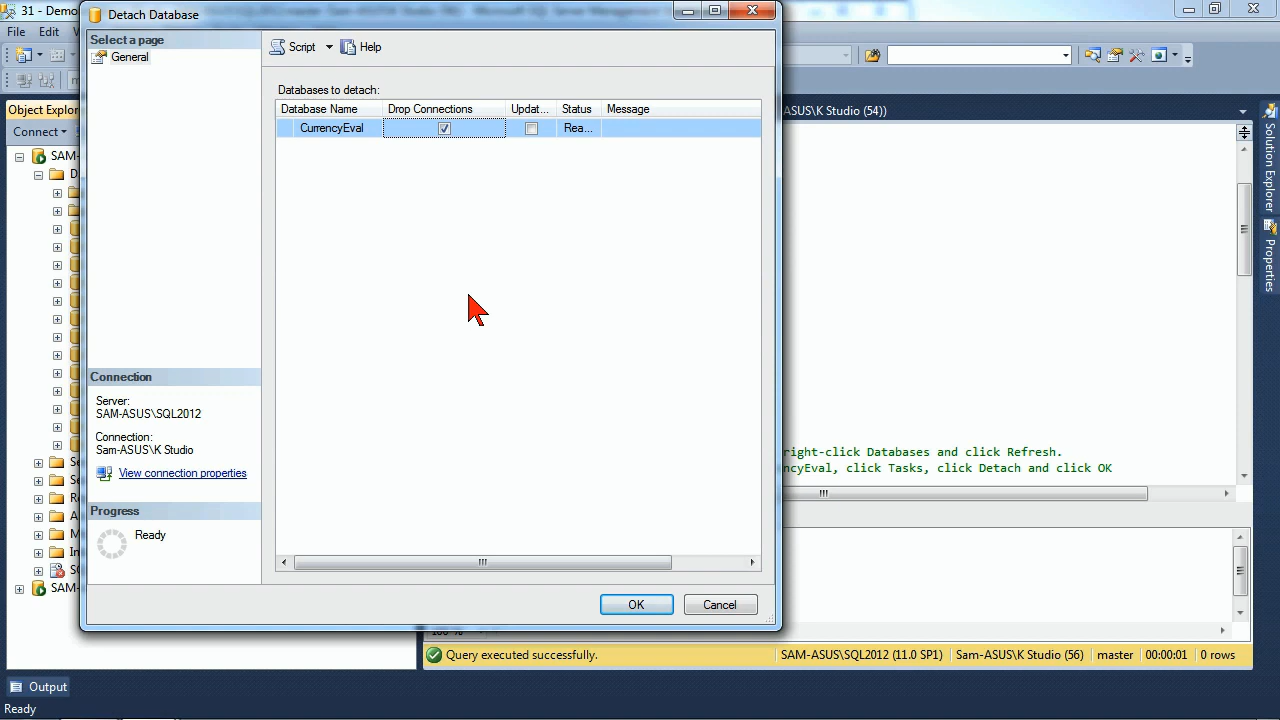 31 - Demo
Detach Database
File Edit
Select a page
General
Script Help
Databases to detach:
Database Name Drop Connections Updat... Status Message
CurrencyEval Rea...
Object Explor
Connect
ASUS\K Studio (54))
SAM-
Solution Explorer
Properties
Connection
Server:
SAM-ASUS\SQL2012
Connection:
Sam-ASUS\K Studio
View connection properties
Progress
Ready
right-click Databases and click Refresh.
ncyEval, click Tasks, click Detach and click OK
SAM-
OK Cancel
Query executed successfully. SAM-ASUS\SQL2012 (11.0 SP1) Sam-ASUS\K Studio (56) master 00:00:01 0 rows
Output
Ready